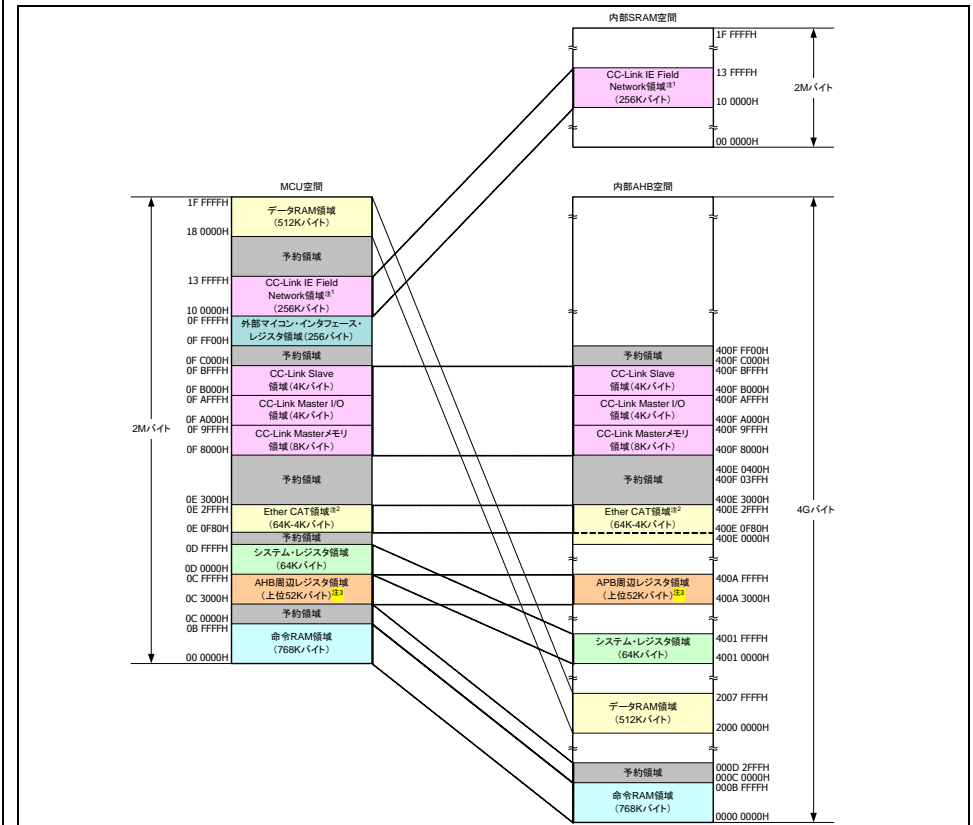 内部SRAM空間
1F FFFFH
CC-Link IE Field
Network領域注1
(256Kバイト)
13 FFFFH
10 0000H
00 0000H
2Mバイト
MCU空間
1F FFFFH
データRAM領域
(512Kバイト)
18 0000H
予約領域
13 FFFFH
CC-Link IE Field
Network領域注1
(256Kバイト)
10 0000H
0F FFFFH
外部マイコン・インタフェース・
レジスタ領域(256バイト)
0F FF00H
予約領域
0F C000H
0F BFFFH
CC-Link Slave
領域(4Kバイト)
0F B000H
0F AFFFH
CC-Link Master I/O
領域(4Kバイト)
0F A000H
0F 9FFFH
CC-Link Masterメモリ
領域(8Kバイト)
0F 8000H
予約領域
0E 3000H
0E 2FFFH
Ether CAT領域注2
(64K-4Kバイト)
0E 0F80H
予約領域
0D FFFFH
システム・レジスタ領域
(64Kバイト)
0D 0000H
0C FFFFH
AHB周辺レジスタ領域
(上位52Kバイト)注3
0C 3000H
予約領域
0C 0000H
0B FFFFH
命令RAM領域
(768Kバイト)
00 0000H
2Mバイト
内部AHB空間
予約領域
400F FF00H
400F C000H
400F BFFFH
CC-Link Slave
領域(4Kバイト)
400F B000H
400F AFFFH
CC-Link Master I/O
領域(4Kバイト)
400F A000H
400F 9FFFH
CC-Link Masterメモリ
領域(8Kバイト)
400F 8000H
予約領域
400E 0400H
400F 03FFH
400E 3000H
400E 2FFFH
Ether CAT領域注2
(64K-4Kバイト)
400E 0F80H
400E 0000H
APB周辺レジスタ領域
(上位52Kバイト)注3
400A FFFFH
400A 3000H
システム・レジスタ領域
(64Kバイト)
4001 FFFFH
4001 0000H
データRAM領域
(512Kバイト)
2007 FFFFH
2000 0000H
予約領域
000D 2FFFH
000C 0000H
000B FFFFH
命令RAM領域
(768Kバイト)
0000 0000H
4Gバイト